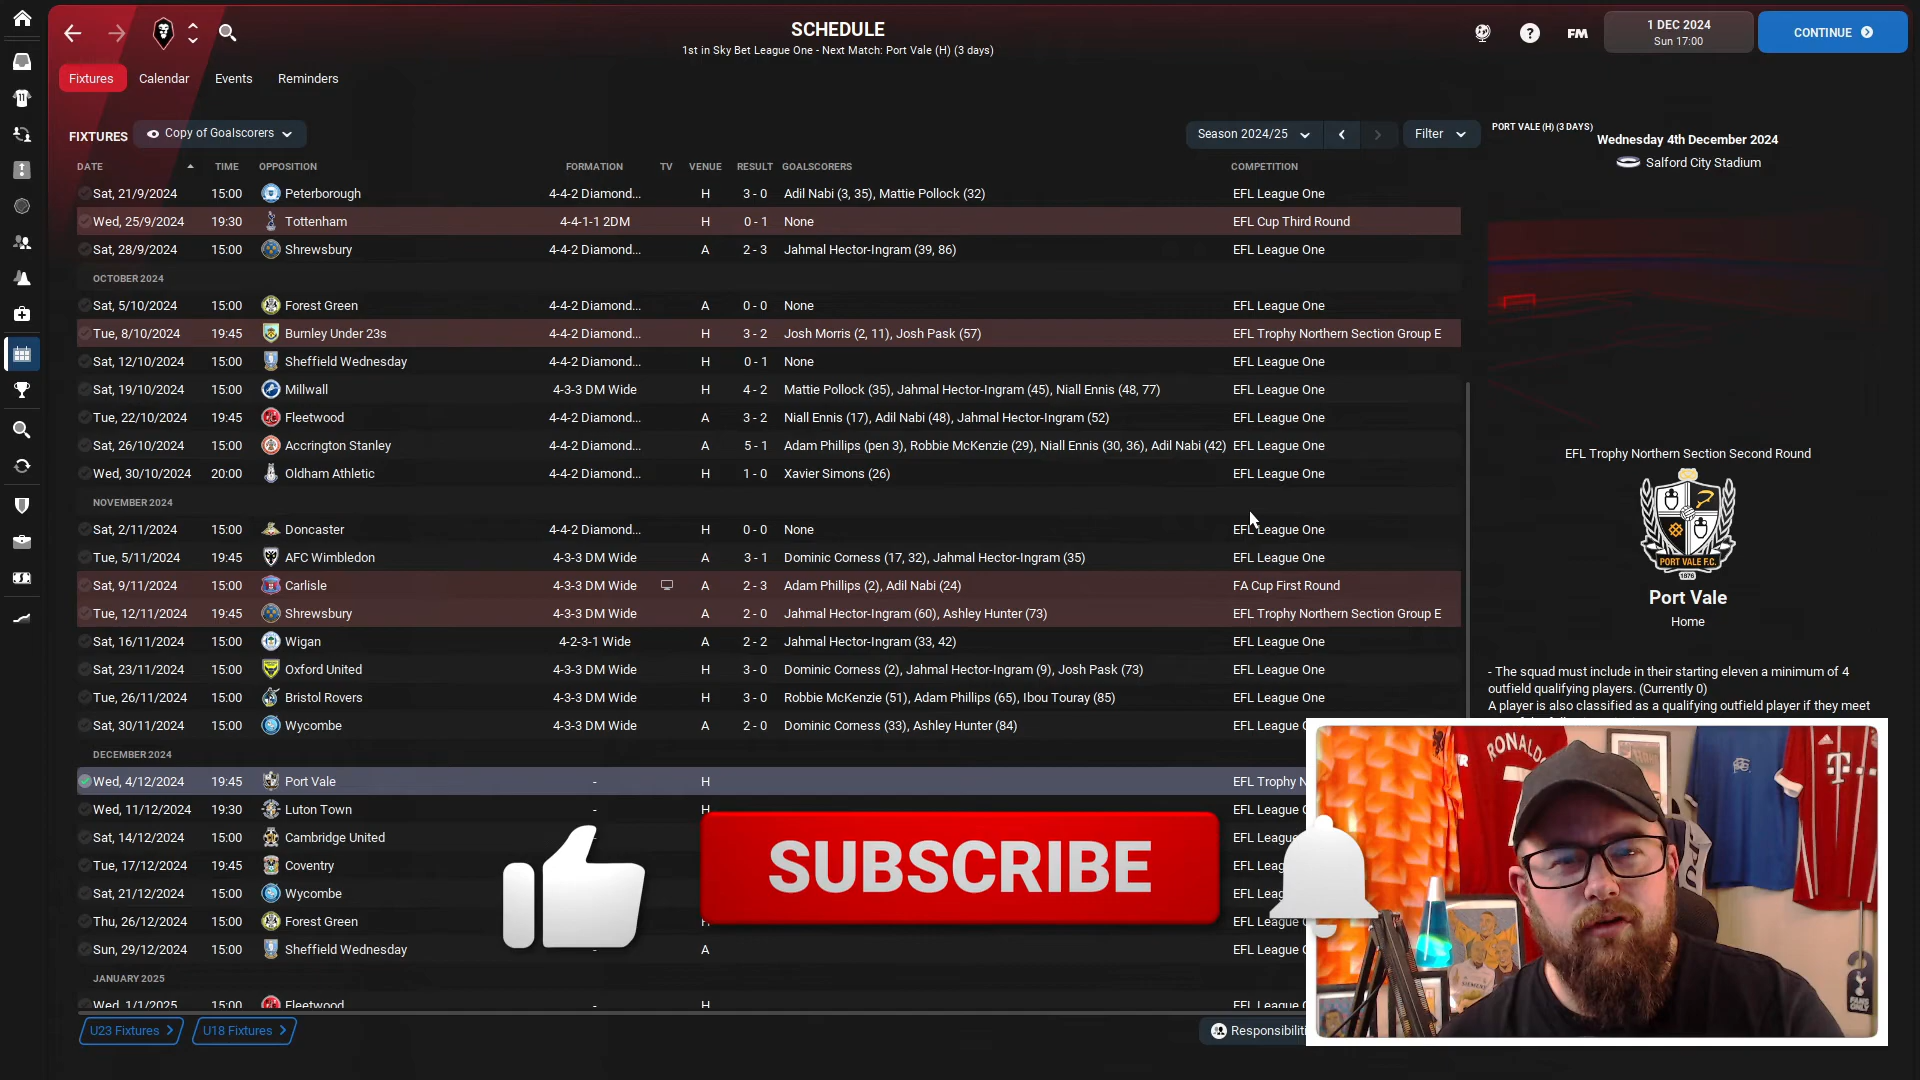 SCHEDULE
1st in Sky Bet League One - Next Match: Port Vale (H) (3 days)
FM
1 DEC 2024
Sun 17:00
CONTINUE
Fixtures Calendar Events Reminders
FIXTURES Copy of Goalscorers Season 2024/25 Filter
DATE TIME OPPOSITION FORMATION TV VENUE RESULT GOALSCORERS COMPETITION
Sat, 21/9/2024 15:00 Peterborough 4-4-2 Diamond... H 3 - 0 Adil Nabi (3, 35), Mattie Pollock (32) EFL League One
Wed, 25/9/2024 19:30 Tottenham 4-4-1-1 2DM H 0 - 1 None EFL Cup Third Round
Sat, 28/9/2024 15:00 Shrewsbury 4-4-2 Diamond... A 2 - 3 Jahmal Hector-Ingram (39, 86) EFL League One
OCTOBER 2024
Sat, 5/10/2024 15:00 Forest Green 4-4-2 Diamond... A 0 - 0 None EFL League One
Tue, 8/10/2024 19:45 Burnley Under 23s 4-4-2 Diamond... H 3 - 2 Josh Morris (2, 11), Josh Pask (57) EFL Trophy Northern Section Group E
Sat, 12/10/2024 15:00 Sheffield Wednesday 4-4-2 Diamond... H 0 - 1 None EFL League One
Sat, 19/10/2024 15:00 Millwall 4-3-3 DM Wide H 4 - 2 Mattie Pollock (35), Jahmal Hector-Ingram (45), Niall Ennis (48, 77) EFL League One
Tue, 22/10/2024 19:45 Fleetwood 4-4-2 Diamond... A 3 - 2 Niall Ennis (17), Adil Nabi (48), Jahmal Hector-Ingram (52) EFL League One
Sat, 26/10/2024 15:00 Accrington Stanley 4-4-2 Diamond... A 5 - 1 Adam Phillips (pen 3), Robbie McKenzie (29), Niall Ennis (30, 36), Adil Nabi (42) EFL League One
Wed, 30/10/2024 20:00 Oldham Athletic 4-4-2 Diamond... H 1 - 0 Xavier Simons (26) EFL League One
NOVEMBER 2024
Sat, 2/11/2024 15:00 Doncaster 4-4-2 Diamond... H 0 - 0 None EFL League One
Tue, 5/11/2024 19:45 AFC Wimbledon 4-3-3 DM Wide A 3 - 1 Dominic Corness (17, 32), Jahmal Hector-Ingram (35) EFL League One
Sat, 9/11/2024 15:00 Carlisle 4-3-3 DM Wide A 2 - 3 Adam Phillips (2), Adil Nabi (24) FA Cup First Round
Tue, 12/11/2024 19:45 Shrewsbury 4-3-3 DM Wide A 2 - 0 Jahmal Hector-Ingram (60), Ashley Hunter (73) EFL Trophy Northern Section Group E
Sat, 16/11/2024 15:00 Wigan 4-2-3-1 Wide A 2 - 2 Jahmal Hector-Ingram (33, 42) EFL League One
Sat, 23/11/2024 15:00 Oxford United 4-3-3 DM Wide H 3 - 0 Dominic Corness (2), Jahmal Hector-Ingram (9), Josh Pask (73) EFL League One
Tue, 26/11/2024 15:00 Bristol Rovers 4-3-3 DM Wide H 3 - 0 Robbie McKenzie (51), Adam Phillips (65), Ibou Touray (85) EFL League One
Sat, 30/11/2024 15:00 Wycombe 4-3-3 DM Wide A 2 - 0 Dominic Corness (33), Ashley Hunter (84) EFL League
DECEMBER 2024
Wed, 4/12/2024 19:45 Port Vale - H EFL Trophy N
Wed, 11/12/2024 19:30 Luton Town - H EFL League
Sat, 14/12/2024 15:00 Cambridge United EFL League
Tue, 17/12/2024 19:45 Coventry EFL Lea
Sat, 21/12/2024 15:00 Wycombe EFL Lea
Thu, 26/12/2024 15:00 Forest Green EFL Lea
Sun, 29/12/2024 15:00 Sheffield Wednesday - A EFL League
JANUARY 2025
Wed, 1/1/2025 15:00 Fleetwood - H EFL League
U23 Fixtures U18 Fixtures Responsibiliti
PORT VALE (H) (3 DAYS)
Wednesday 4th December 2024
Salford City Stadium
EFL Trophy Northern Section Second Round
PORT VALE F.C.
1876
Port Vale
Home
- The squad must include in their starting eleven a minimum of 4
outfield qualifying players. (Currently 0)
A player is also classified as a qualifying outfield player if they meet
SUBSCRIBE
RONALDO
FANS
ONLY